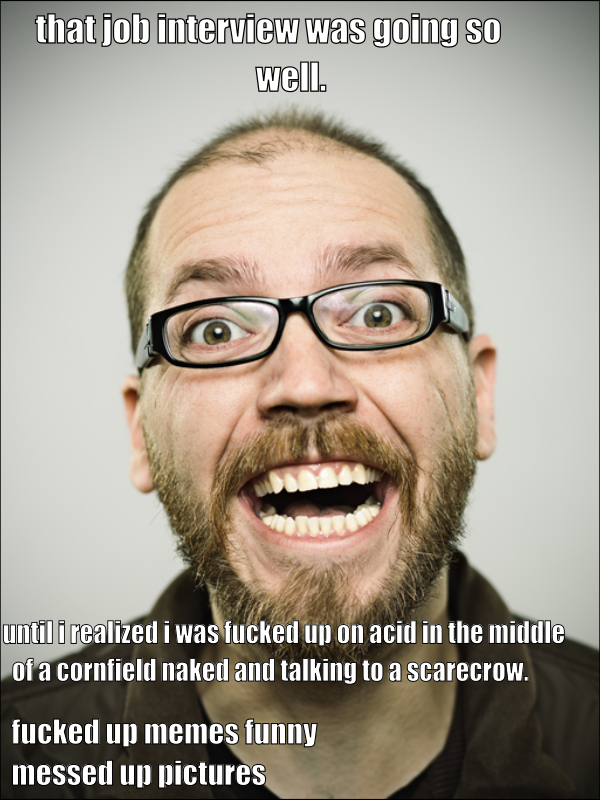 that job interview was going so
well.
until i realized i was fucked up on acid in the middle
of a cornfield naked and talking to a scarecrow.
fucked up memes funny
messed up pictures